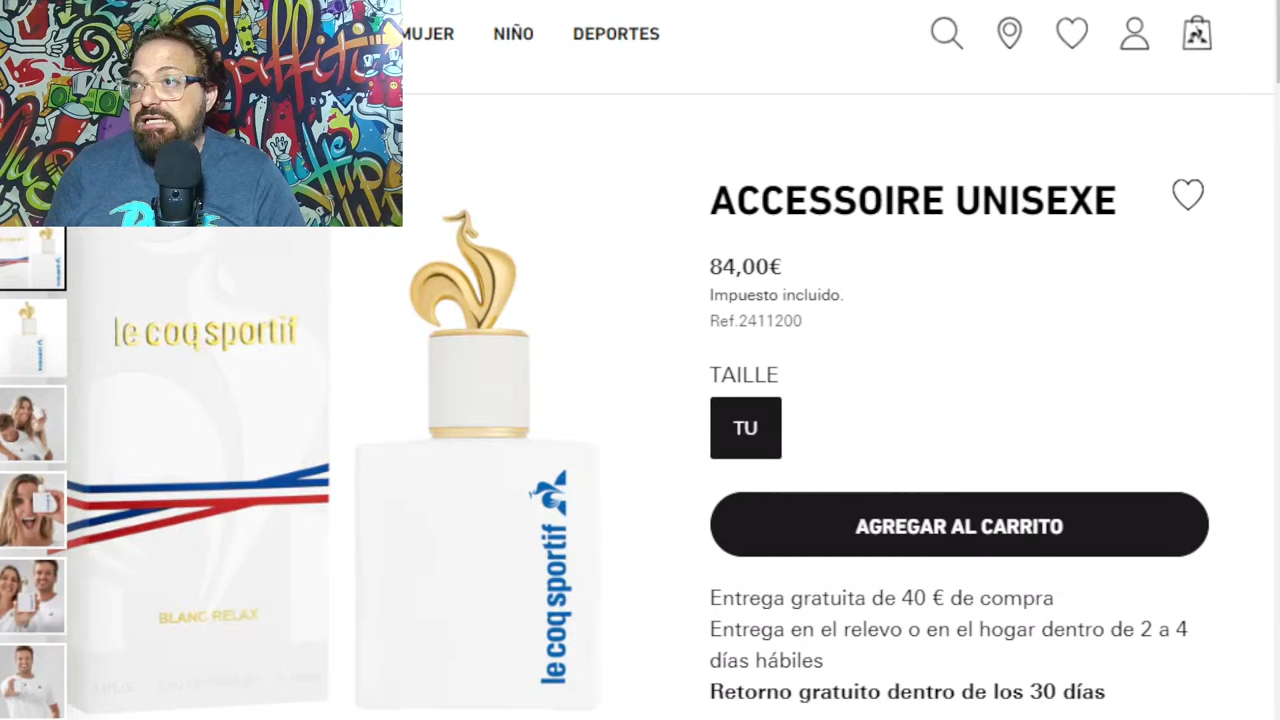 MUJER NIÑO DEPORTES
ACCESSOIRE UNISEXE
84,00€
Impuesto incluido.
Ref.2411200
TAILLE
TU
AGREGAR AL CARRITO
Entrega gratuita de 40 € de compra
Entrega en el relevo o en el hogar dentro de 2 a 4
días hábiles
Retorno gratuito dentro de los 30 días
le coq sportif
BLANC RELAX
le coq sportif